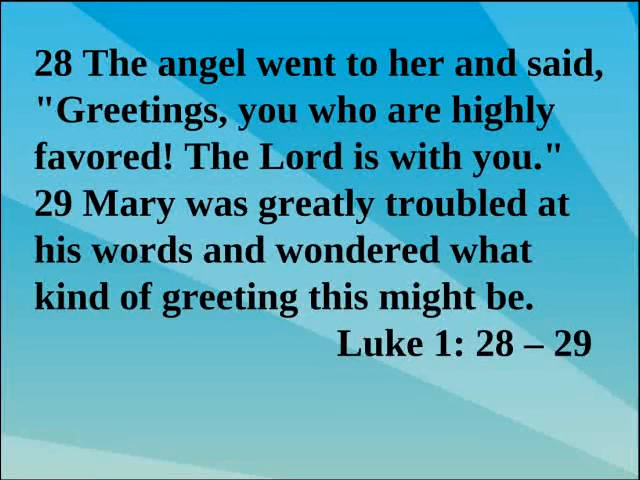 28 The angel went to her and said,
"Greetings, you who are highly
favored! The Lord is with you."
29 Mary was greatly troubled at
his words and wondered what
kind of greeting this might be.
Luke 1: 28 – 29